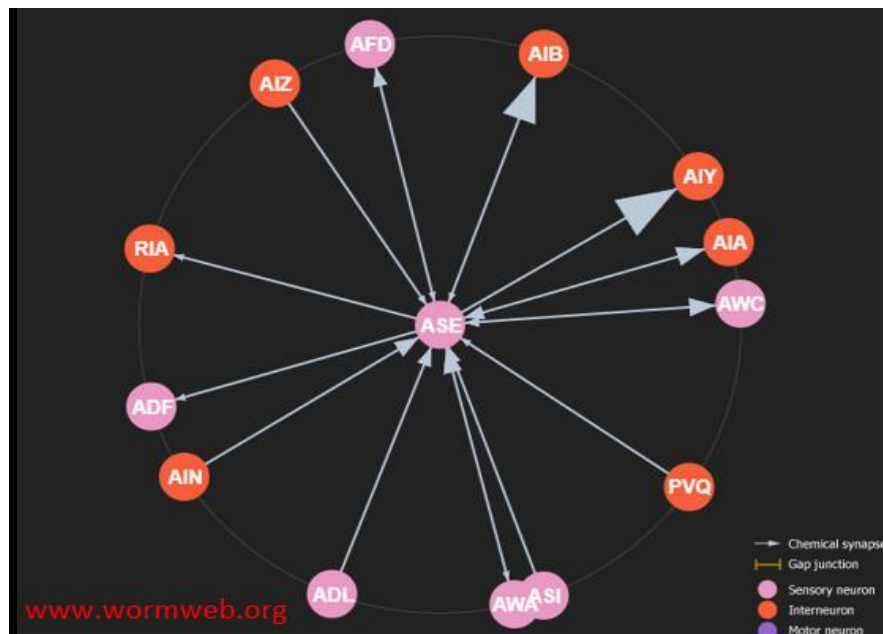 AFD
AIB
AIZ
AIY
AIA
RIA
AWC
ASE
ADF
AIN
PVQ
ADL
AWA
ASI
Chemical synapse
Gap junction
Sensory neuron
Interneuron
Motor neuron
www.wormweb.org